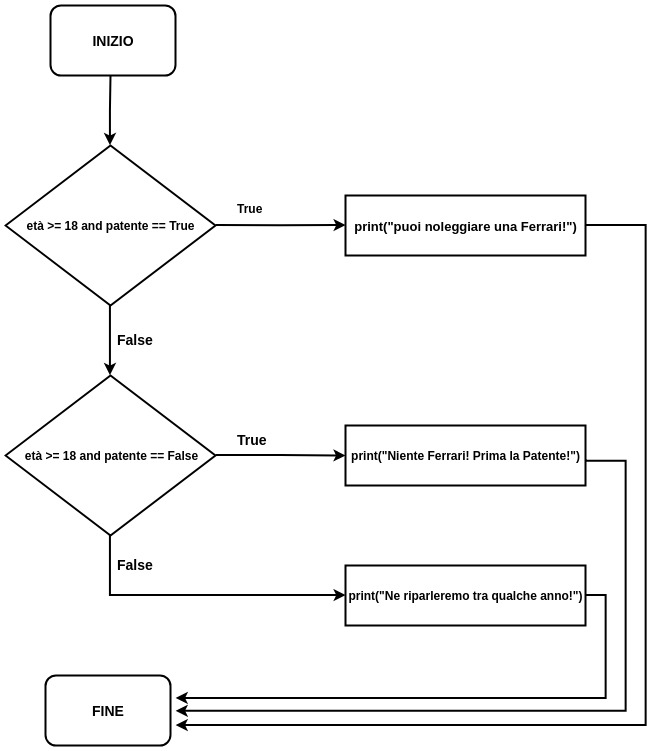 INIZIO
età >= 18 and patente == True
True
print("puoi noleggiare una Ferrari!")
False
età >= 18 and patente == False
True
print("Niente Ferrari! Prima la Patente!")
False
print("Ne riparleremo tra qualche anno!")
FINE